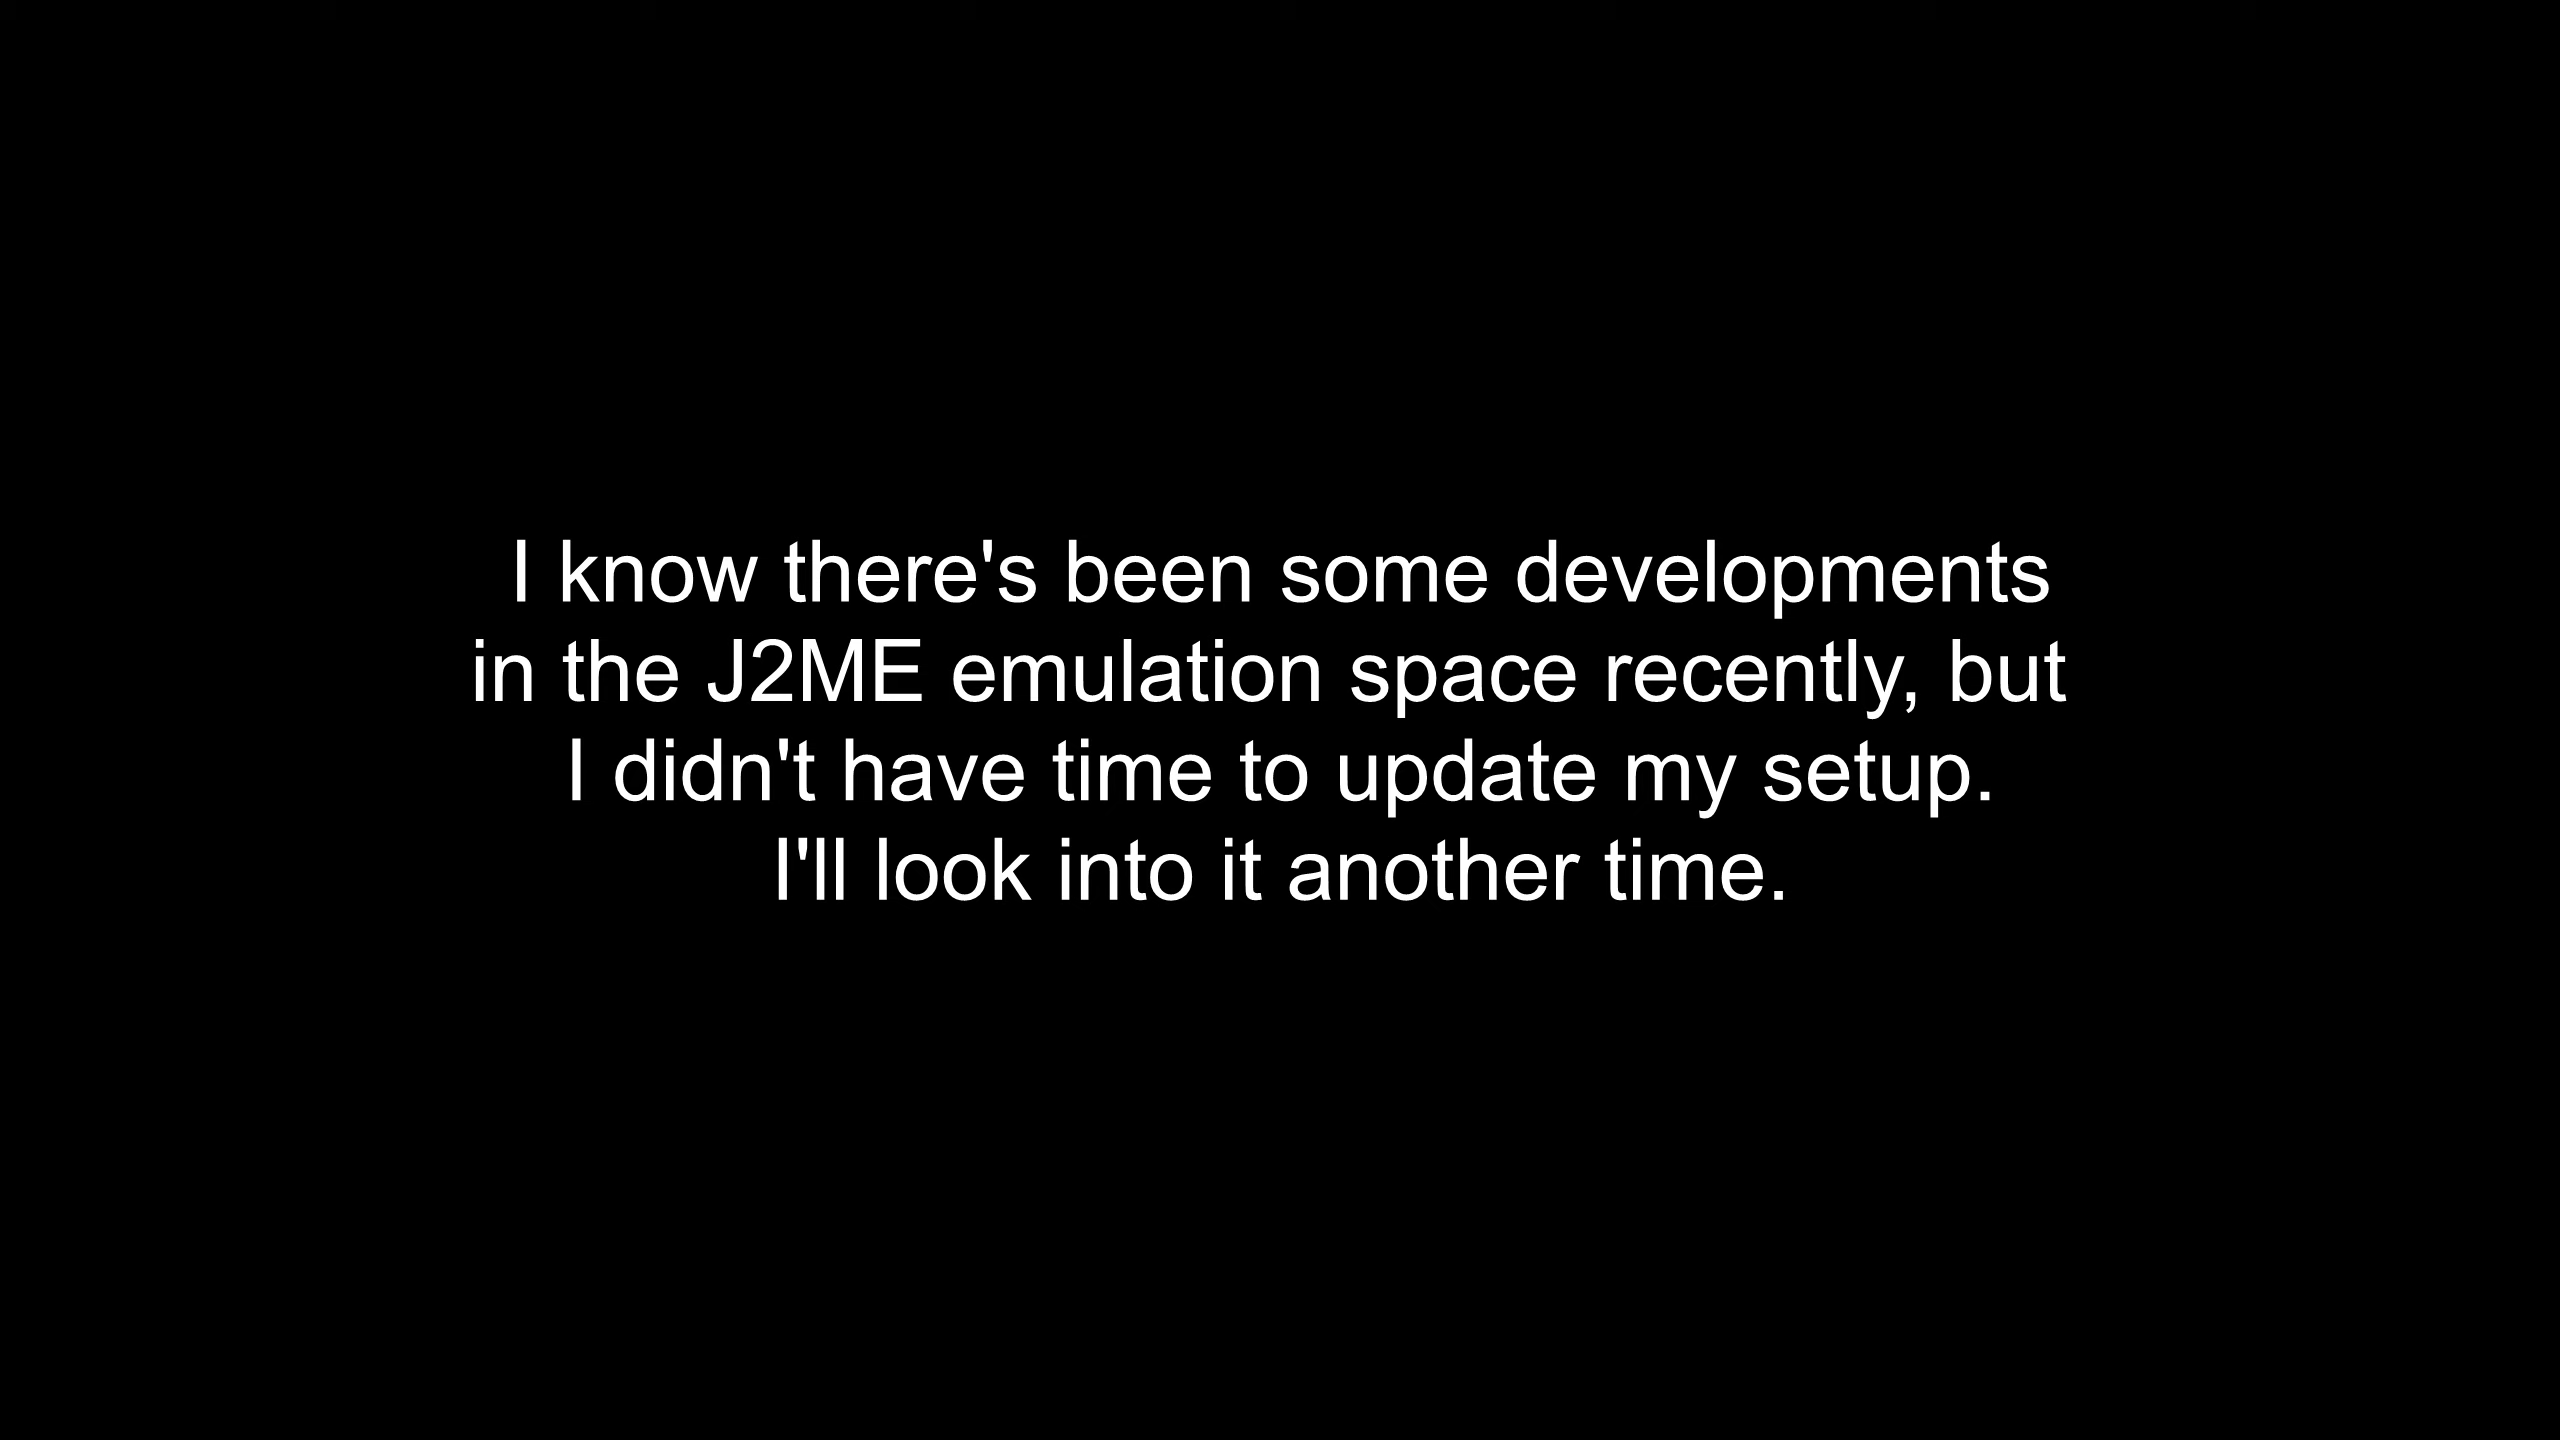 I know there's been some developments
in the J2ME emulation space recently, but
I didn't have time to update my setup.
I'll look into it another time.